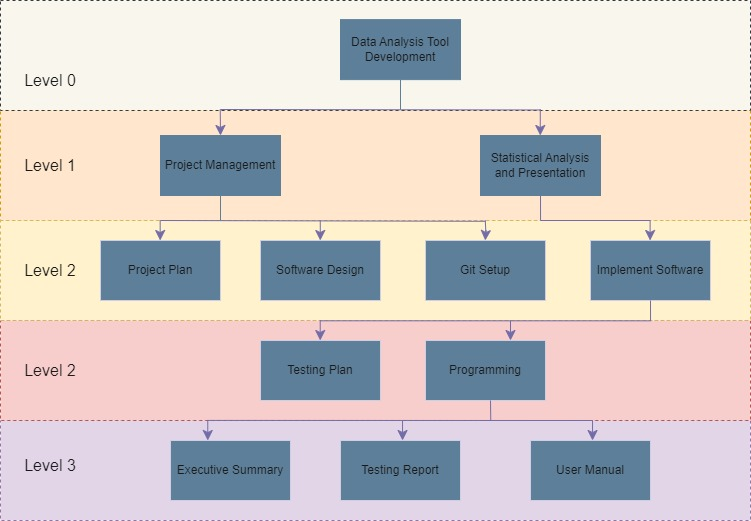 Data Analysis Tool
Development
Level 0
Level 1
Project Management
Statistical Analysis
and Presentation
Level 2
Project Plan
Software Design
Git Setup
Implement Software
Level 2
Testing Plan
Programming
Level 3
Executive Summary
Testing Report
User Manual